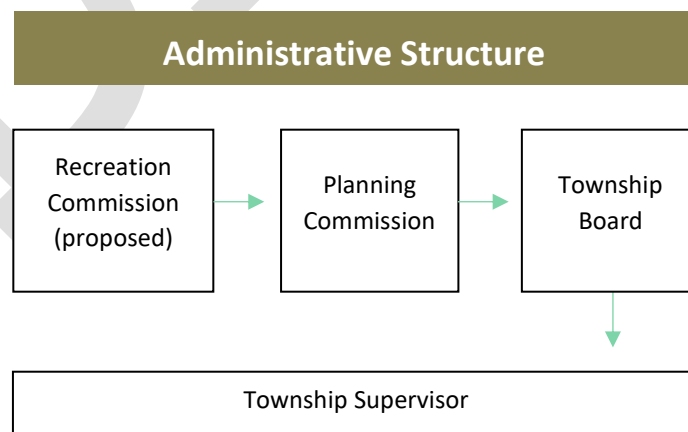 Administrative Structure
Recreation
Commission
(proposed)
Planning
Commission
Township
Board
Township Supervisor